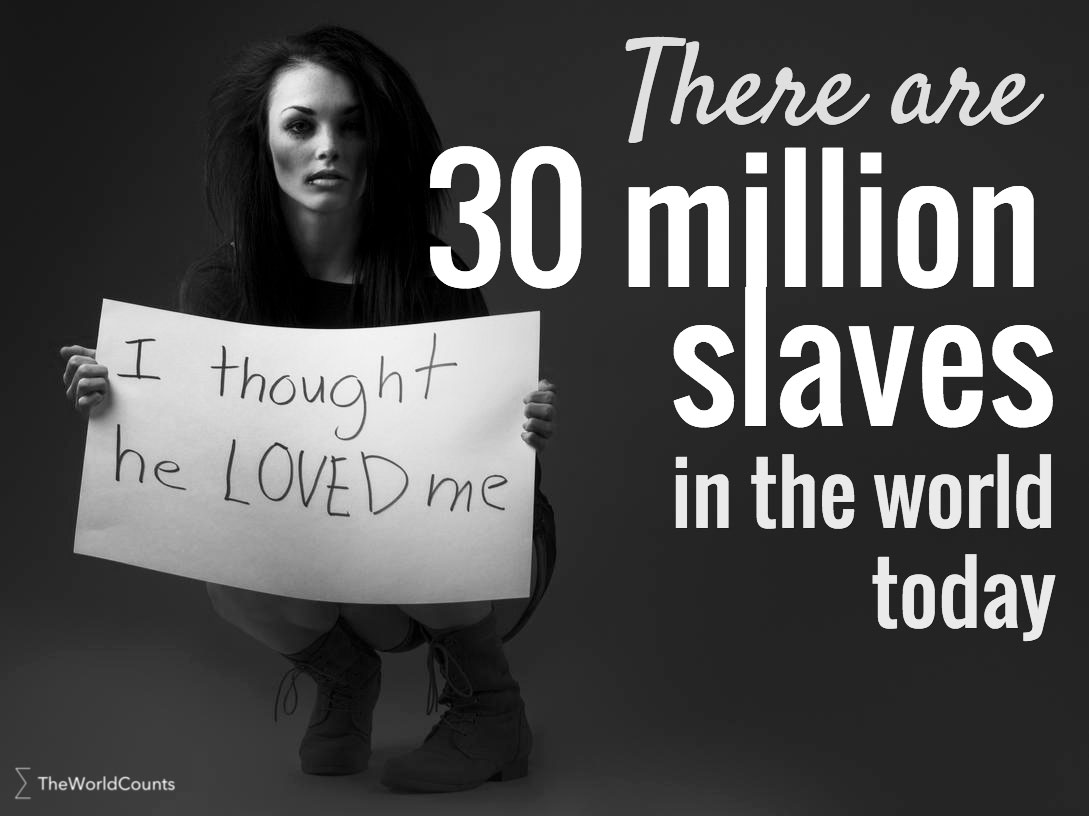 There are
30 million
slaves
in the world
today
I thought
he LOVED me
TheWorldCounts